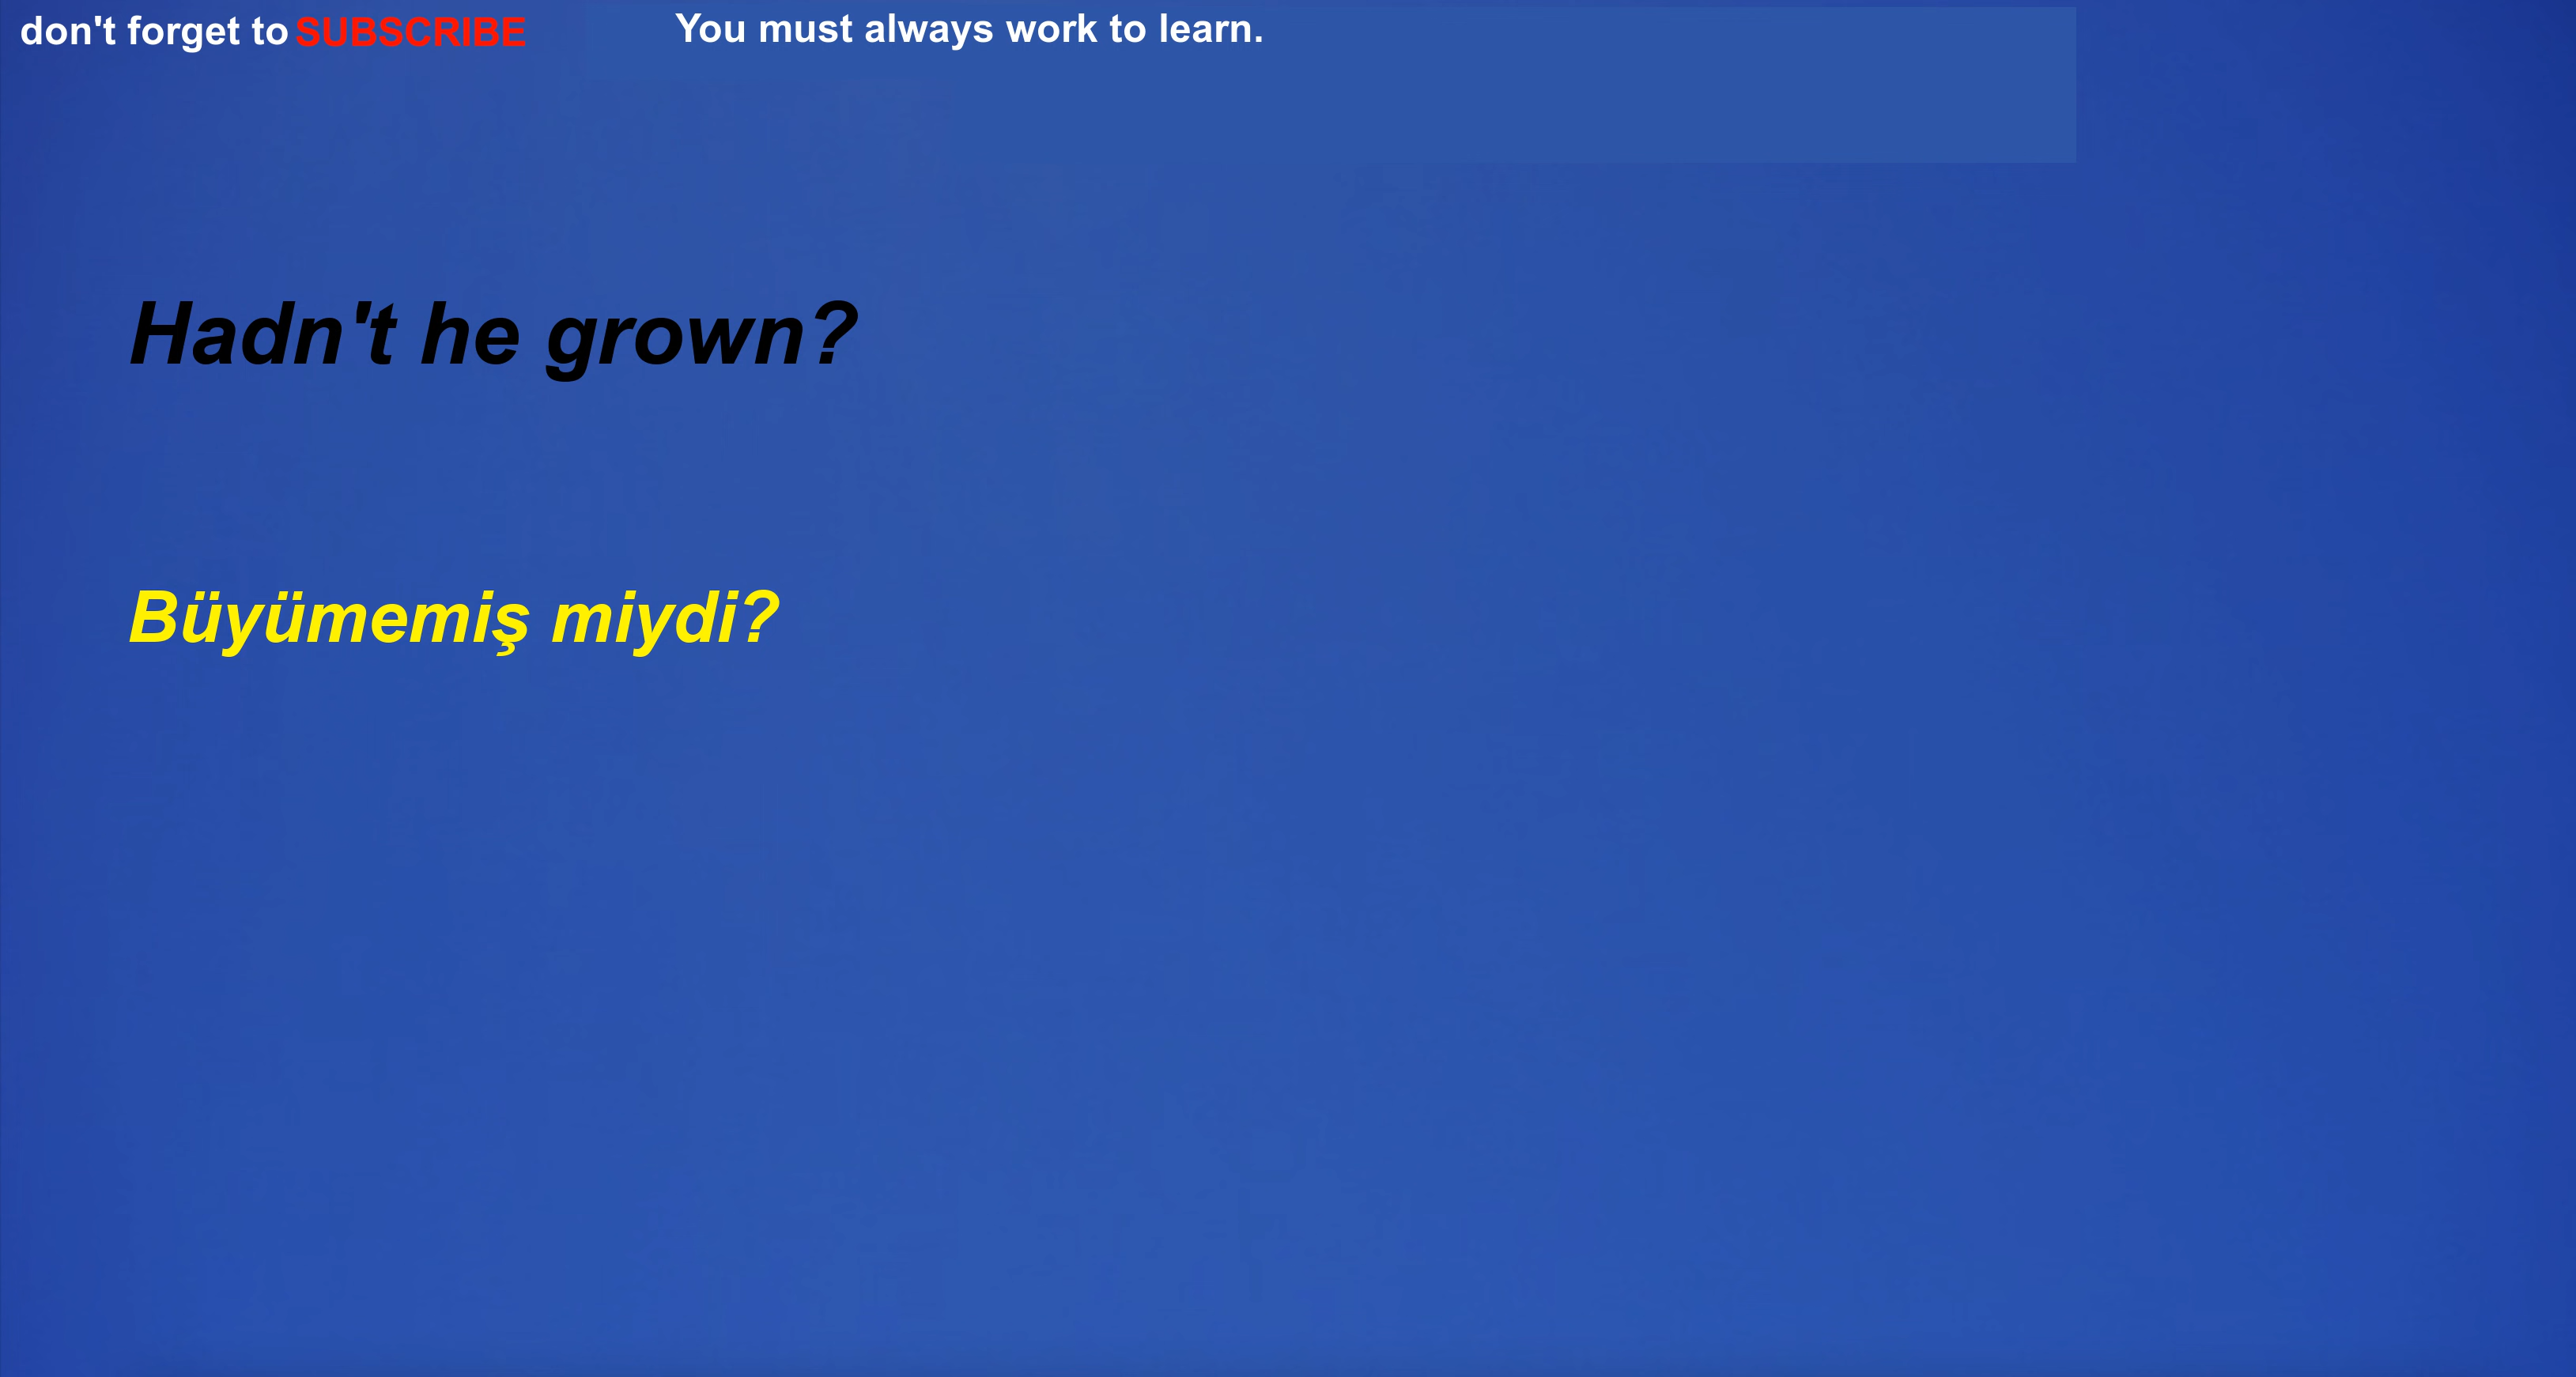 don't forget to SUBSCRIBE You must always work to learn.
Hadn't he grown?
Büyümemiş miydi?